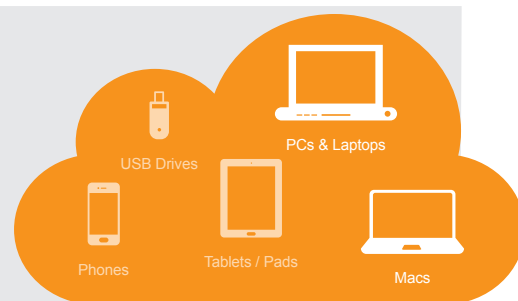 PCs & Laptops
USB Drives
Tablets / Pads
Phones
Macs